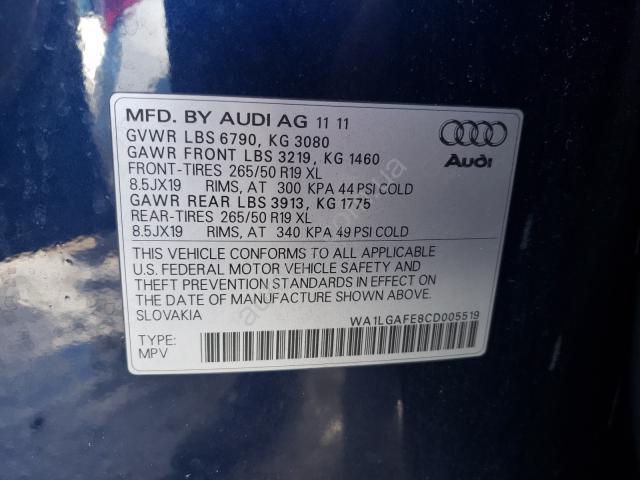 MFD. BY AUDI AG 11 11
GVWR LBS 6790, KG 3080
GAWR FRONT LBS 3219, KG 1460
FRONT-TIRES 265/50 R19 XL
8.5JX19 RIMS, AT 300 KPA 44 PSI COLD
GAWR REAR LBS 3913, KG 1775
REAR-TIRES 265/50 R19 XL
8.5JX19 RIMS, AT 340 KPA 49 PSI COLD
THIS VEHICLE CONFORMS TO ALL APPLICABLE
U.S. FEDERAL MOTOR VEHICLE SAFETY AND
THEFT PREVENTION STANDARDS IN EFFECT ON
THE DATE OF MANUFACTURE SHOWN ABOVE.
SLOVAKIA
WA1LGAFE8CD005519
TYPE:
MPV
Audi